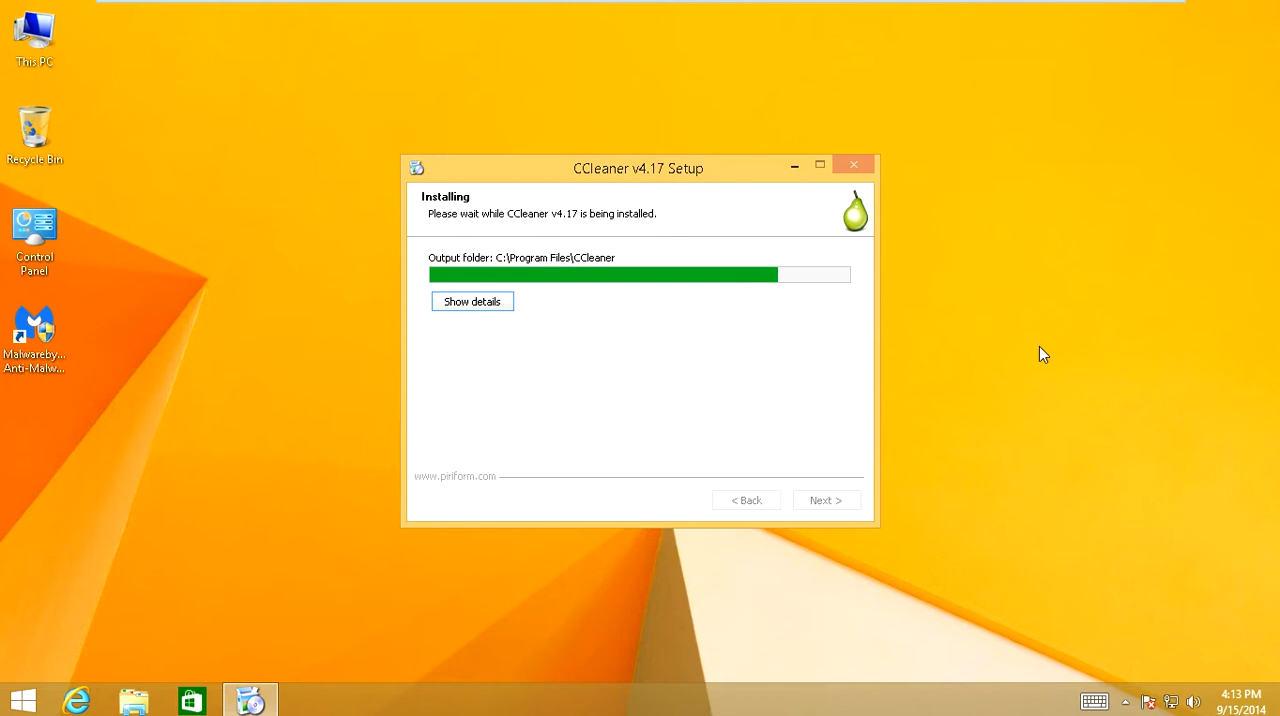 This PC
Recycle Bin
Control
Panel
Malwareby...
Anti-Malw...
CCleaner v4.17 Setup
Installing
Please wait while CCleaner v4.17 is being installed.
Output folder: C:\Program Files\CCleaner
Show details
www.piriform.com
< Back
Next >
4:13 PM
9/15/2014